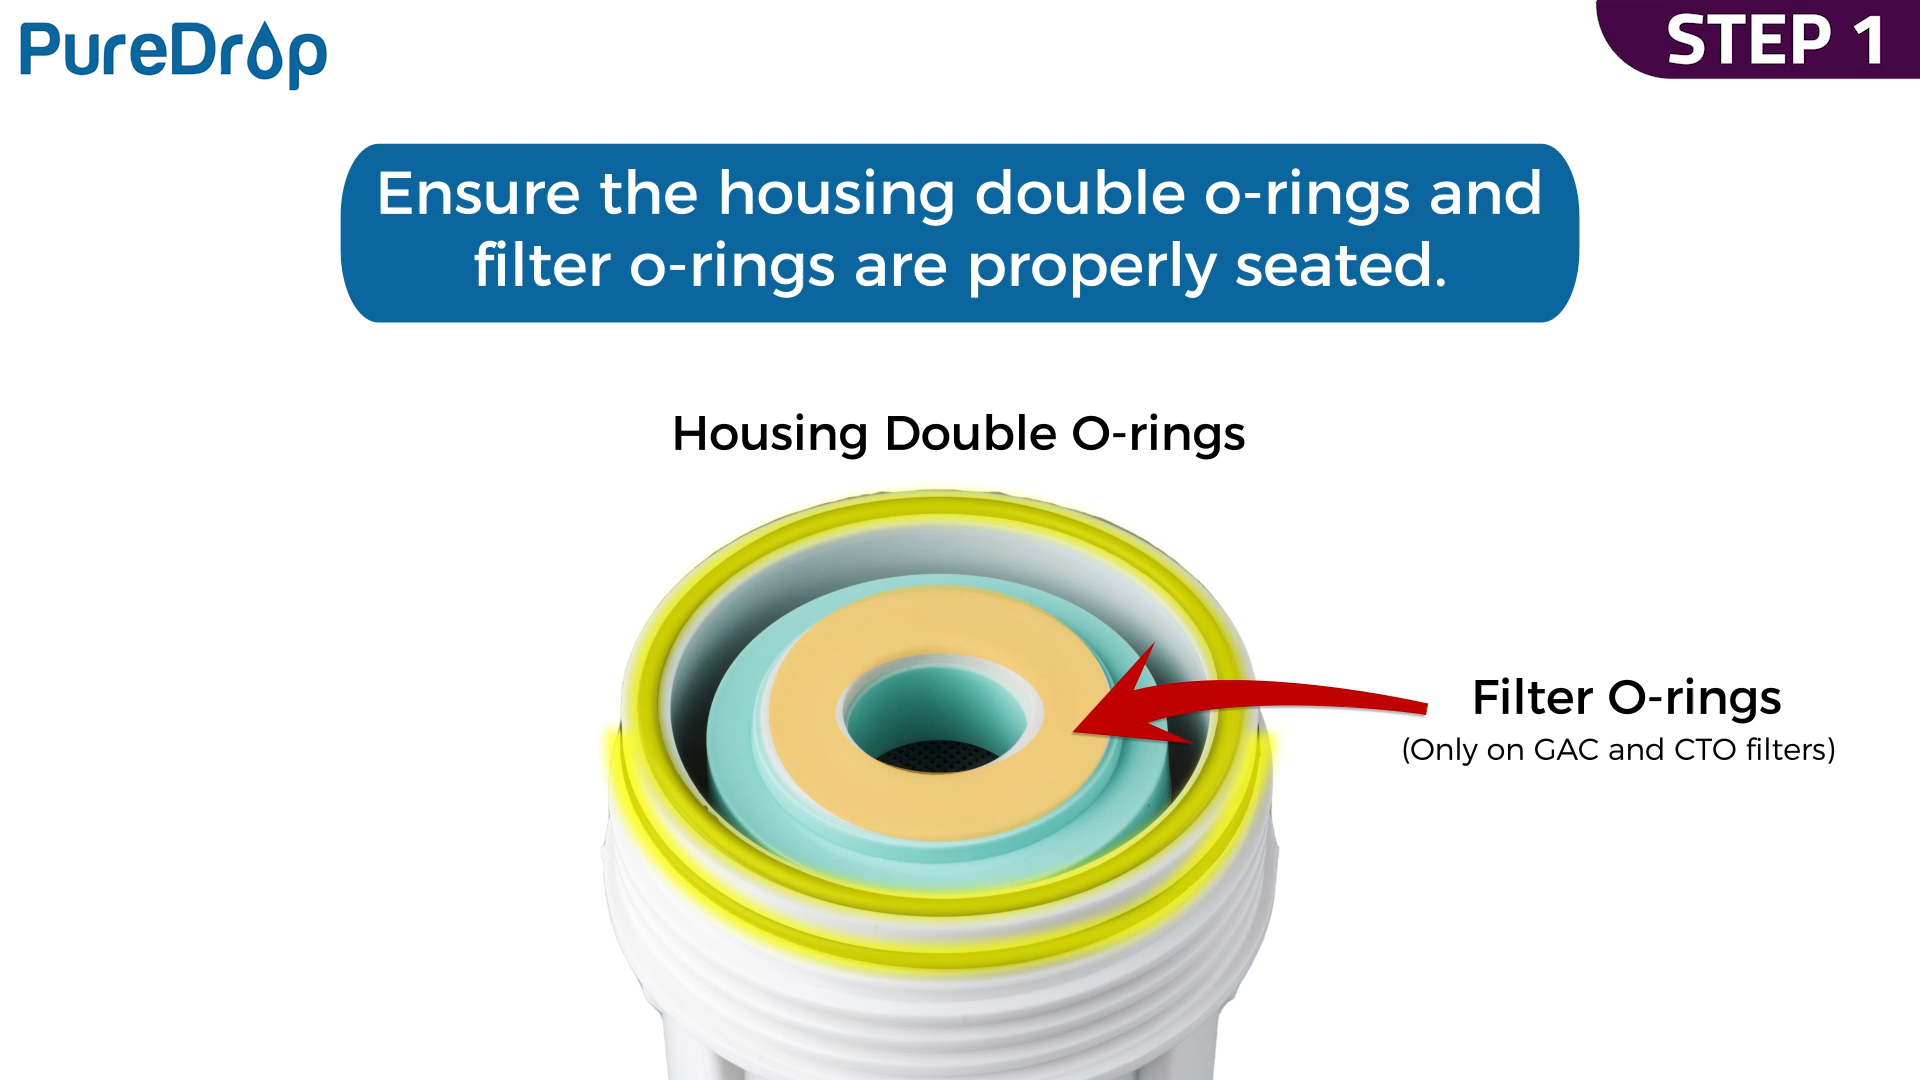 PureDrop
STEP 1
Ensure the housing double o-rings and
filter o-rings are properly seated.
Housing Double O-rings
Filter O-rings
(Only on GAC and CTO filters)